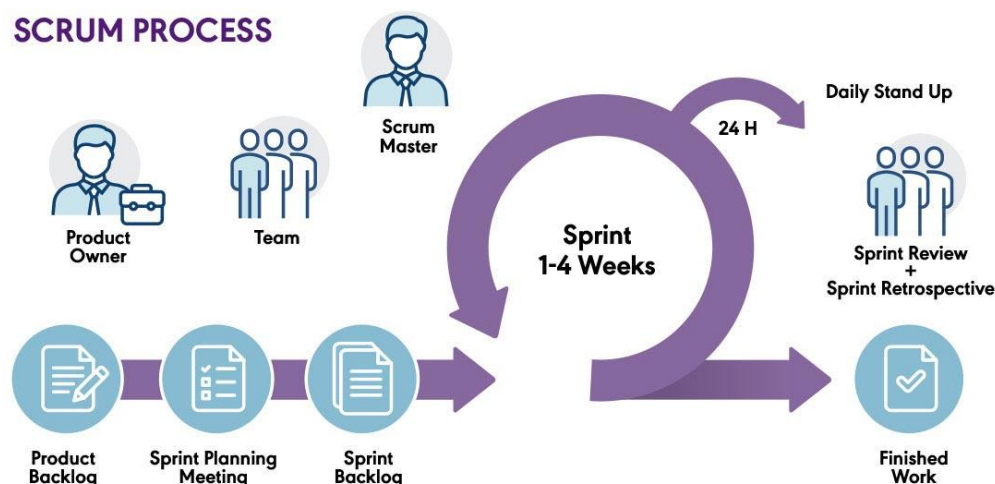 SCRUM PROCESS
Scrum
Master
Product
Owner
Team
Daily Stand Up
24 H
Sprint
1-4 Weeks
Sprint Review
+
Sprint Retrospective
Product
Backlog
Sprint Planning
Meeting
Sprint
Backlog
Finished
Work